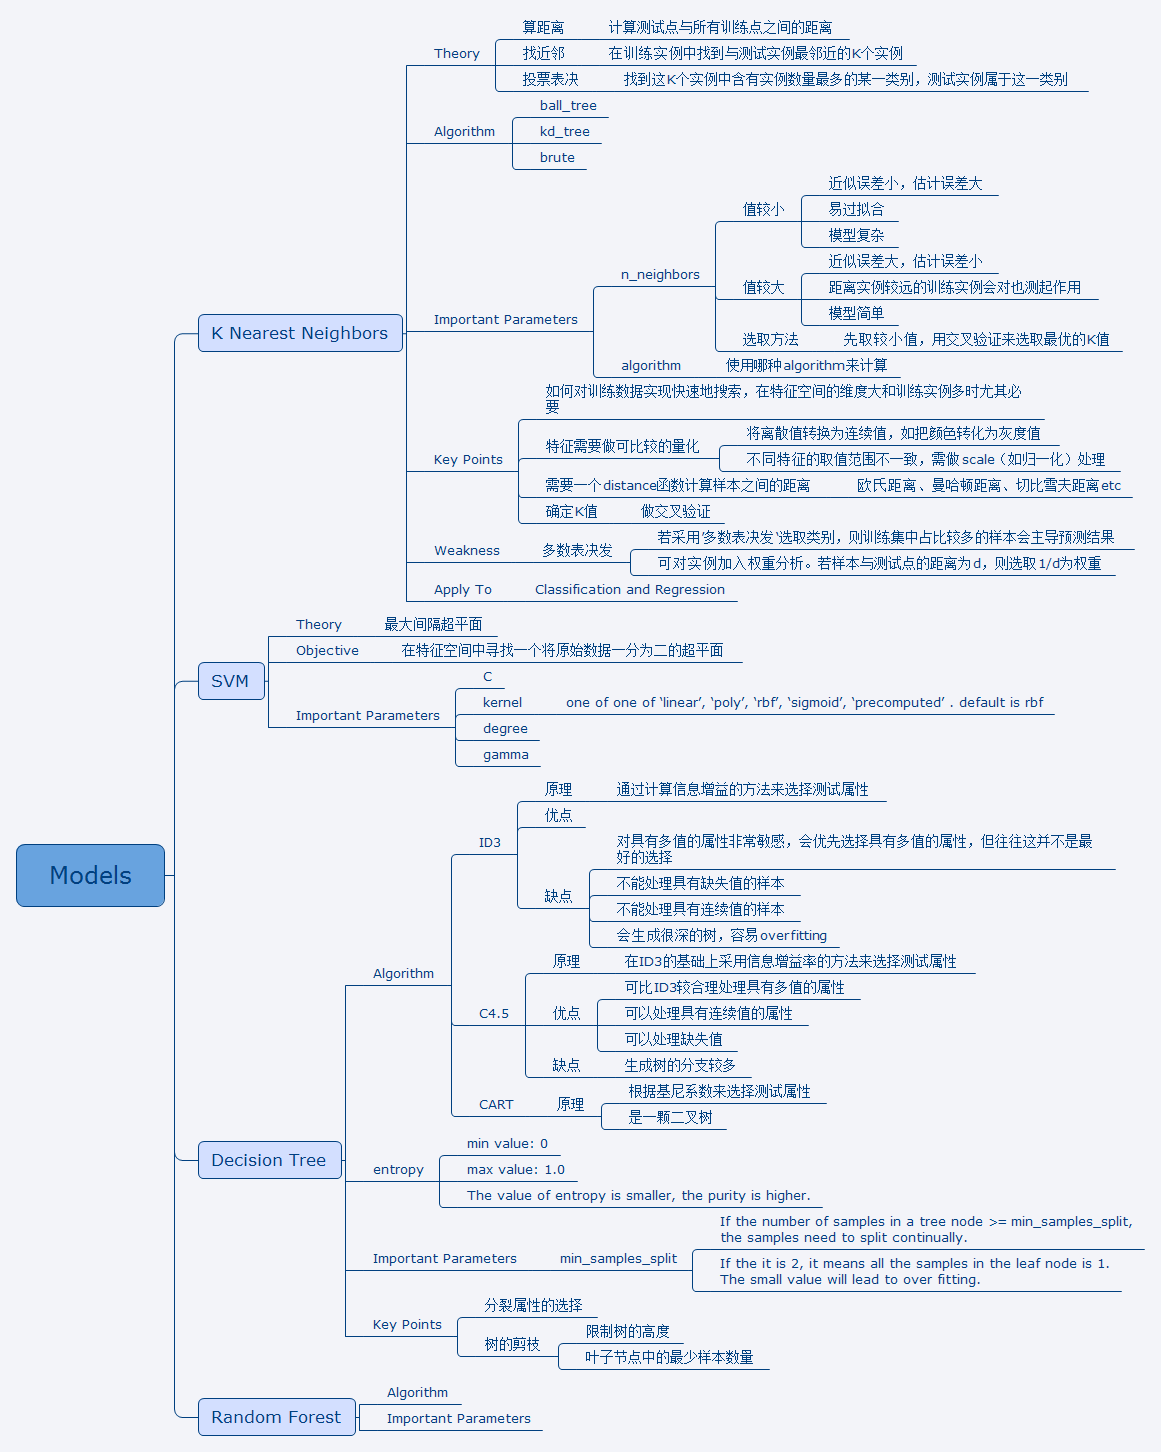 Models
K Nearest Neighbors
Theory
算距离
计算测试点与所有训练点之间的距离
找近邻
在训练实例中找到与测试实例最邻近的K个实例
投票表决
找到这K个实例中含有实例数量最多的某一类别，测试实例属于这一类别
Algorithm
ball_tree
kd_tree
brute
Important Parameters
n_neighbors
值较小
近似误差小，估计误差大
易过拟合
模型复杂
值较大
近似误差大，估计误差小
距离实例较远的训练实例会对也测起作用
模型简单
选取方法
先取较小值，用交叉验证来选取最优的K值
algorithm
使用哪种algorithm来计算
Key Points
如何对训练数据实现快速地搜索，在特征空间的维度大和训练实例多时尤其必
要
特征需要做可比较的量化
将离散值转换为连续值，如把颜色转化为灰度值
不同特征的取值范围不一致，需做scale（如归一化）处理
需要一个distance函数计算样本之间的距离
欧氏距离、曼哈顿距离、切比雪夫距离etc
确定K值
做交叉验证
Weakness
多数表决发
若采用'多数表决发'选取类别，则训练集中占比较多的样本会主导预测结果
可对实例加入权重分析。若样本与测试点的距离为d，则选取1/d为权重
Apply To
Classification and Regression
SVM
Theory
最大间隔超平面
Objective
在特征空间中寻找一个将原始数据一分为二的超平面
Important Parameters
C
kernel
one of one of ‘linear’, ‘poly’, ‘rbf’, ‘sigmoid’, ‘precomputed’ . default is rbf
degree
gamma
Decision Tree
Algorithm
ID3
原理
通过计算信息增益的方法来选择测试属性
优点
缺点
对具有多值的属性非常敏感，会优先选择具有多值的属性，但往往这并不是最
好的选择
不能处理具有缺失值的样本
不能处理具有连续值的样本
会生成很深的树，容易overfitting
C4.5
原理
在ID3的基础上采用信息增益率的方法来选择测试属性
优点
可比ID3较合理处理具有多值的属性
可以处理具有连续值的属性
可以处理缺失值
缺点
生成树的分支较多
CART
原理
根据基尼系数来选择测试属性
是一颗二叉树
entropy
min value: 0
max value: 1.0
The value of entropy is smaller, the purity is higher.
Important Parameters
min_samples_split
If the number of samples in a tree node >= min_samples_split,
the samples need to split continually.
If the it is 2, it means all the samples in the leaf node is 1.
The small value will lead to over fitting.
Key Points
分裂属性的选择
树的剪枝
限制树的高度
叶子节点中的最少样本数量
Random Forest
Algorithm
Important Parameters